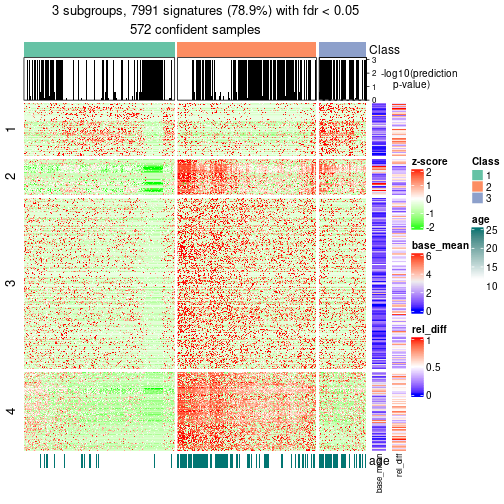 3 subgroups, 7991 signatures (78.9%) with fdr < 0.05
572 confident samples
Class
3
2
1
0
-log10(prediction
p-value)
1
2
3
4
age
base_mean
rel_diff
z-score
2
1
0
-1
-2
base_mean
6
4
2
0
rel_diff
1
0.5
0
Class
1
2
3
age
25
20
15
10